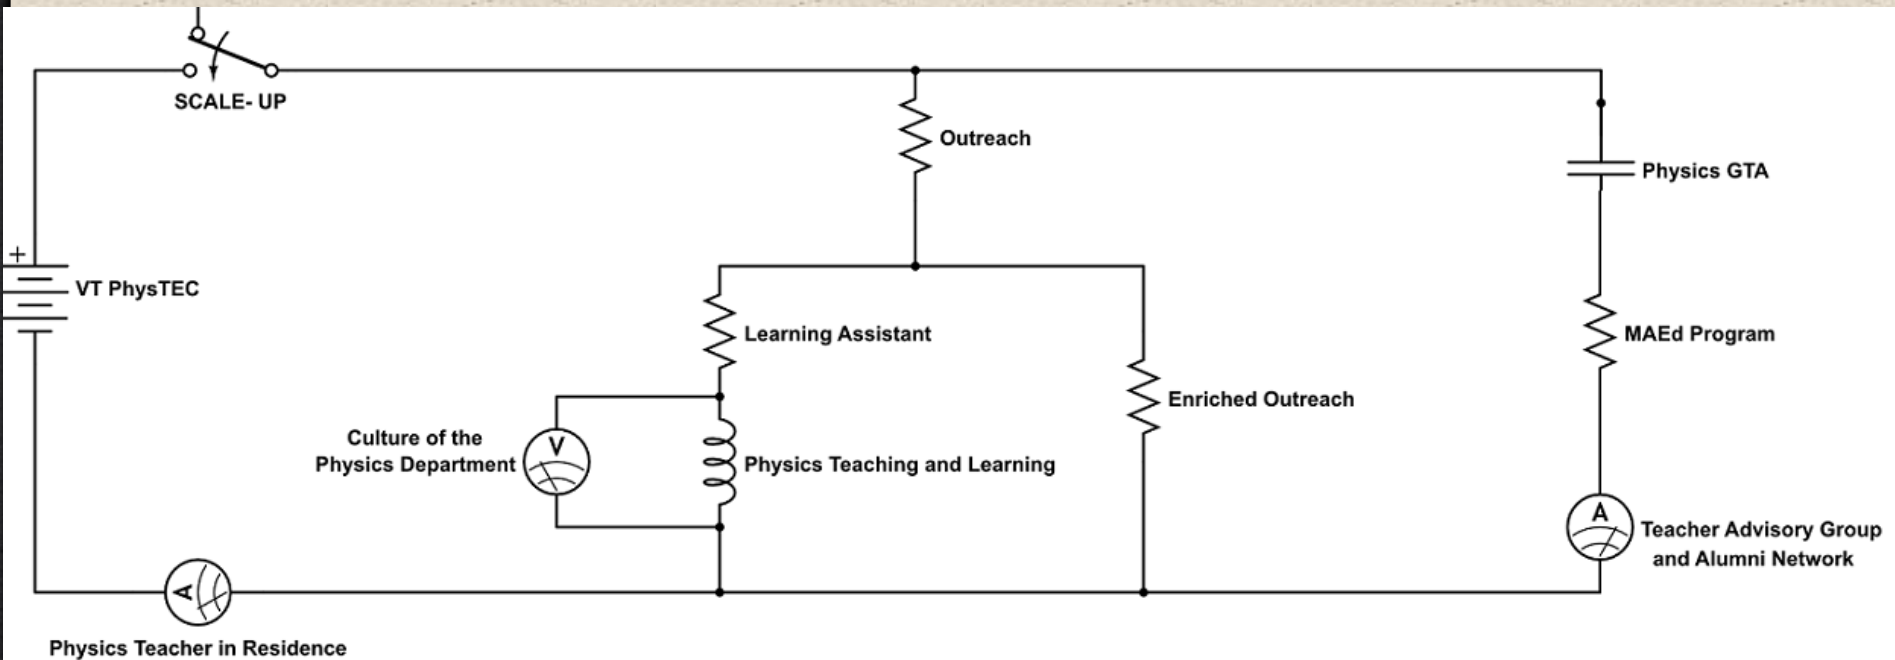 SCALE- UP
Outreach
Physics GTA
+
VT PhysTEC
Learning Assistant
MAEd Program
Enriched Outreach
Culture of the
Physics Department
V
Physics Teaching and Learning
A
Teacher Advisory Group
and Alumni Network
A
Physics Teacher in Residence